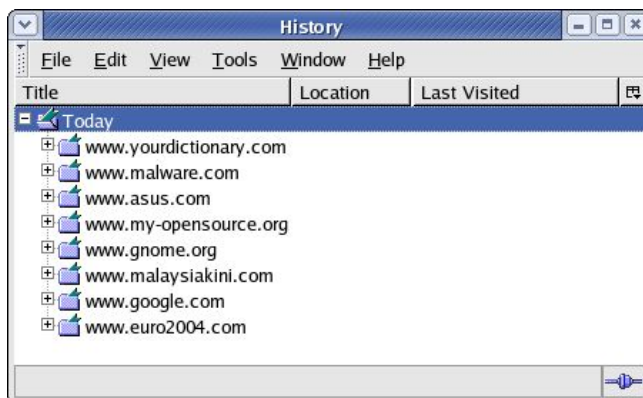 History
File Edit View Tools Window Help
Title Location Last Visited
Today
www.yourdictionary.com
www.malware.com
www.asus.com
www.my-opensource.org
www.gnome.org
www.malaysiakini.com
www.google.com
www.euro2004.com